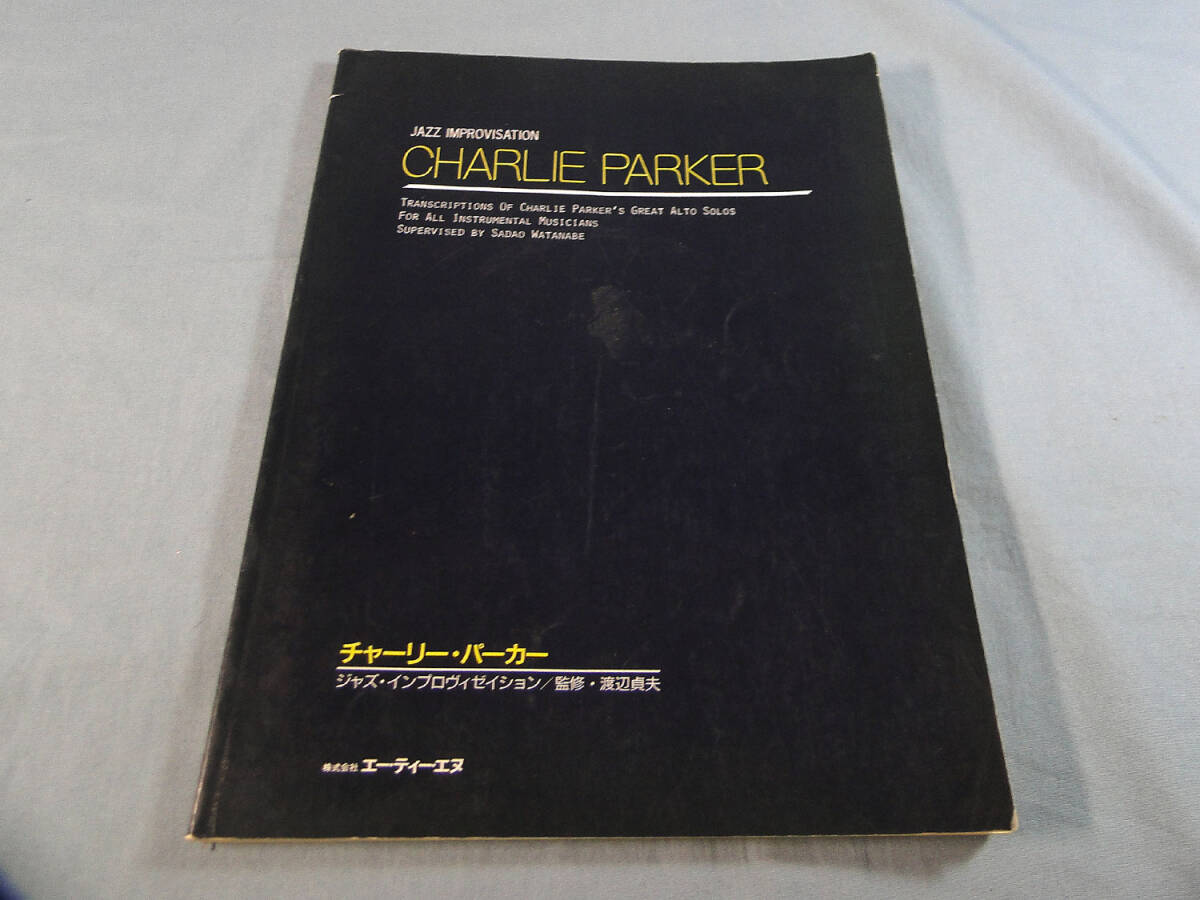 JAZZ IMPROVISATION
CHARLIE PARKER
TRANSCRIPTIONS OF CHARLIE PARKER'S GREAT ALTO SOLOS
FOR ALL INSTRUMENTAL MUSICIANS
SUPERVISED BY SADAO WATANABE
チャーリー・パーカー
ジャズ・インプロヴィゼイション／監修・渡辺貞夫
株式会社 エー・ティー・エヌ